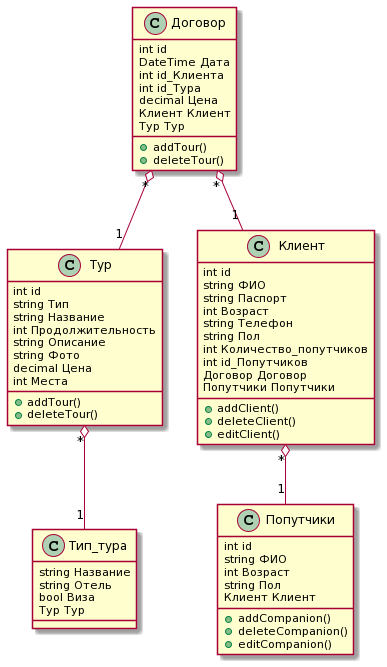 C Договор
int id
DateTime Дата
int id_Клиента
int id_Тура
decimal Цена
Клиент Клиент
Тур Тур
addTour()
deleteTour()
* *
1 1
C Тур
int id
string Тип
string Название
int Продолжительность
string Описание
string Фото
decimal Цена
int Места
addTour()
deleteTour()
C Клиент
int id
string ФИО
string Паспорт
int Возраст
string Телефон
string Пол
int Количество_попутчиков
int id_Попутчиков
Договор Договор
Попутчики Попутчики
addClient()
deleteClient()
editClient()
*
1
*
1
C Тип_тура
string Название
string Отель
bool Виза
Тур Тур
C Попутчики
int id
string ФИО
int Возраст
string Пол
Клиент Клиент
addCompanion()
deleteCompanion()
editCompanion()